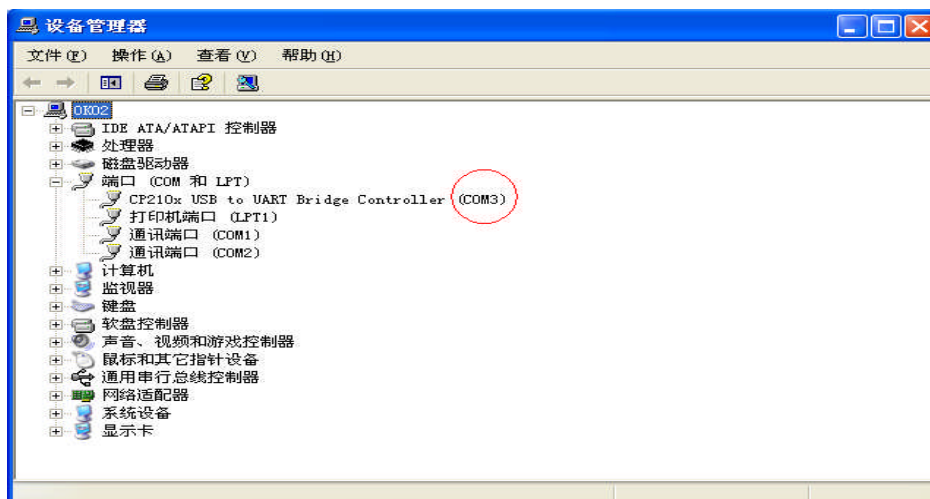 设备管理器
文件(F) 操作(A) 查看(V) 帮助(H)
OKO2
IDE ATA/ATAPI 控制器
处理器
磁盘驱动器
端口 (COM 和 LPT)
CP210x USB to UART Bridge Controller (COM3)
打印机端口 (LPT1)
通讯端口 (COM1)
通讯端口 (COM2)
计算机
监视器
键盘
软盘控制器
声音、视频和游戏控制器
鼠标和其它指针设备
通用串行总线控制器
网络适配器
系统设备
显示卡